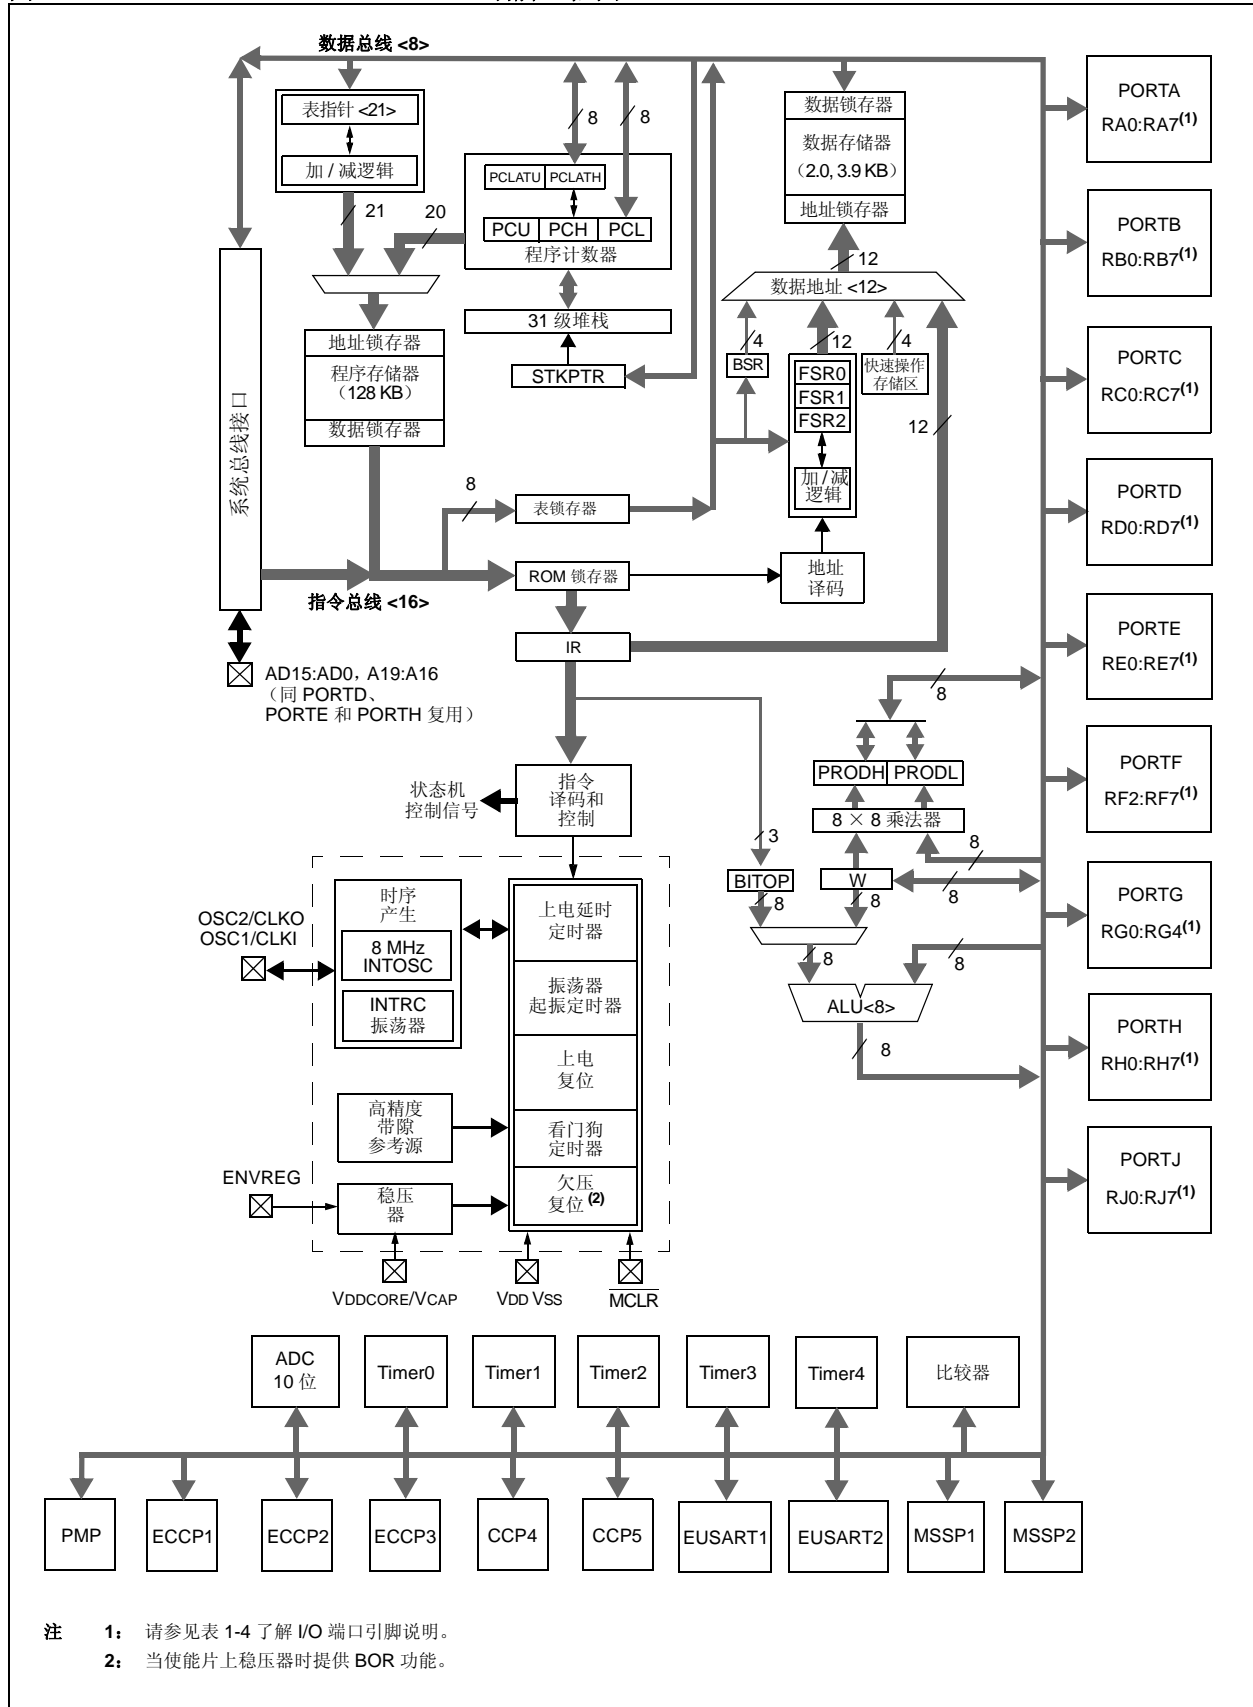 数据总线 <8>
表指针 <21>
加 / 减逻辑
21
20
8
8
PCLATU
PCLATH
PCU
PCH
PCL
程序计数器
31 级堆栈
STKPTR
数据锁存器
数据存储器
（2.0, 3.9 KB）
地址锁存器
12
数据地址 <12>
4
12
4
BSR
FSR0
FSR1
FSR2
加 / 减
逻辑
快速操作
存储区
12
地址锁存器
程序存储器
（128 KB）
数据锁存器
系统总线接口
8
表锁存器
ROM 锁存器
地址
译码
指令总线 <16>
IR
AD15:AD0，A19:A16
（同 PORTD、
PORTE 和 PORTH 复用）
8
PRODH
PRODL
8 × 8 乘法器
状态机
控制信号
指令
译码和
控制
3
8
BITOP
W
8
8
8
8
8
ALU<8>
8
时序
产生
8 MHz
INTOSC
INTRC
振荡器
OSC2/CLKO
OSC1/CLKI
上电延时
定时器
振荡器
起振定时器
上电
复位
看门狗
定时器
欠压
复位 (2)
高精度
带隙
参考源
ENVREG
稳压
器
VDDCORE/VCAP
VDD VSS
MCLR
PORTA
RA0:RA7(1)
PORTB
RB0:RB7(1)
PORTC
RC0:RC7(1)
PORTD
RD0:RD7(1)
PORTE
RE0:RE7(1)
PORTF
RF2:RF7(1)
PORTG
RG0:RG4(1)
PORTH
RH0:RH7(1)
PORTJ
RJ0:RJ7(1)
ADC
10 位
Timer0
Timer1
Timer2
Timer3
Timer4
比较器
PMP
ECCP1
ECCP2
ECCP3
CCP4
CCP5
EUSART1
EUSART2
MSSP1
MSSP2
注 1： 请参见表 1-4 了解 I/O 端口引脚说明。
2： 当使能片上稳压器时提供 BOR 功能。